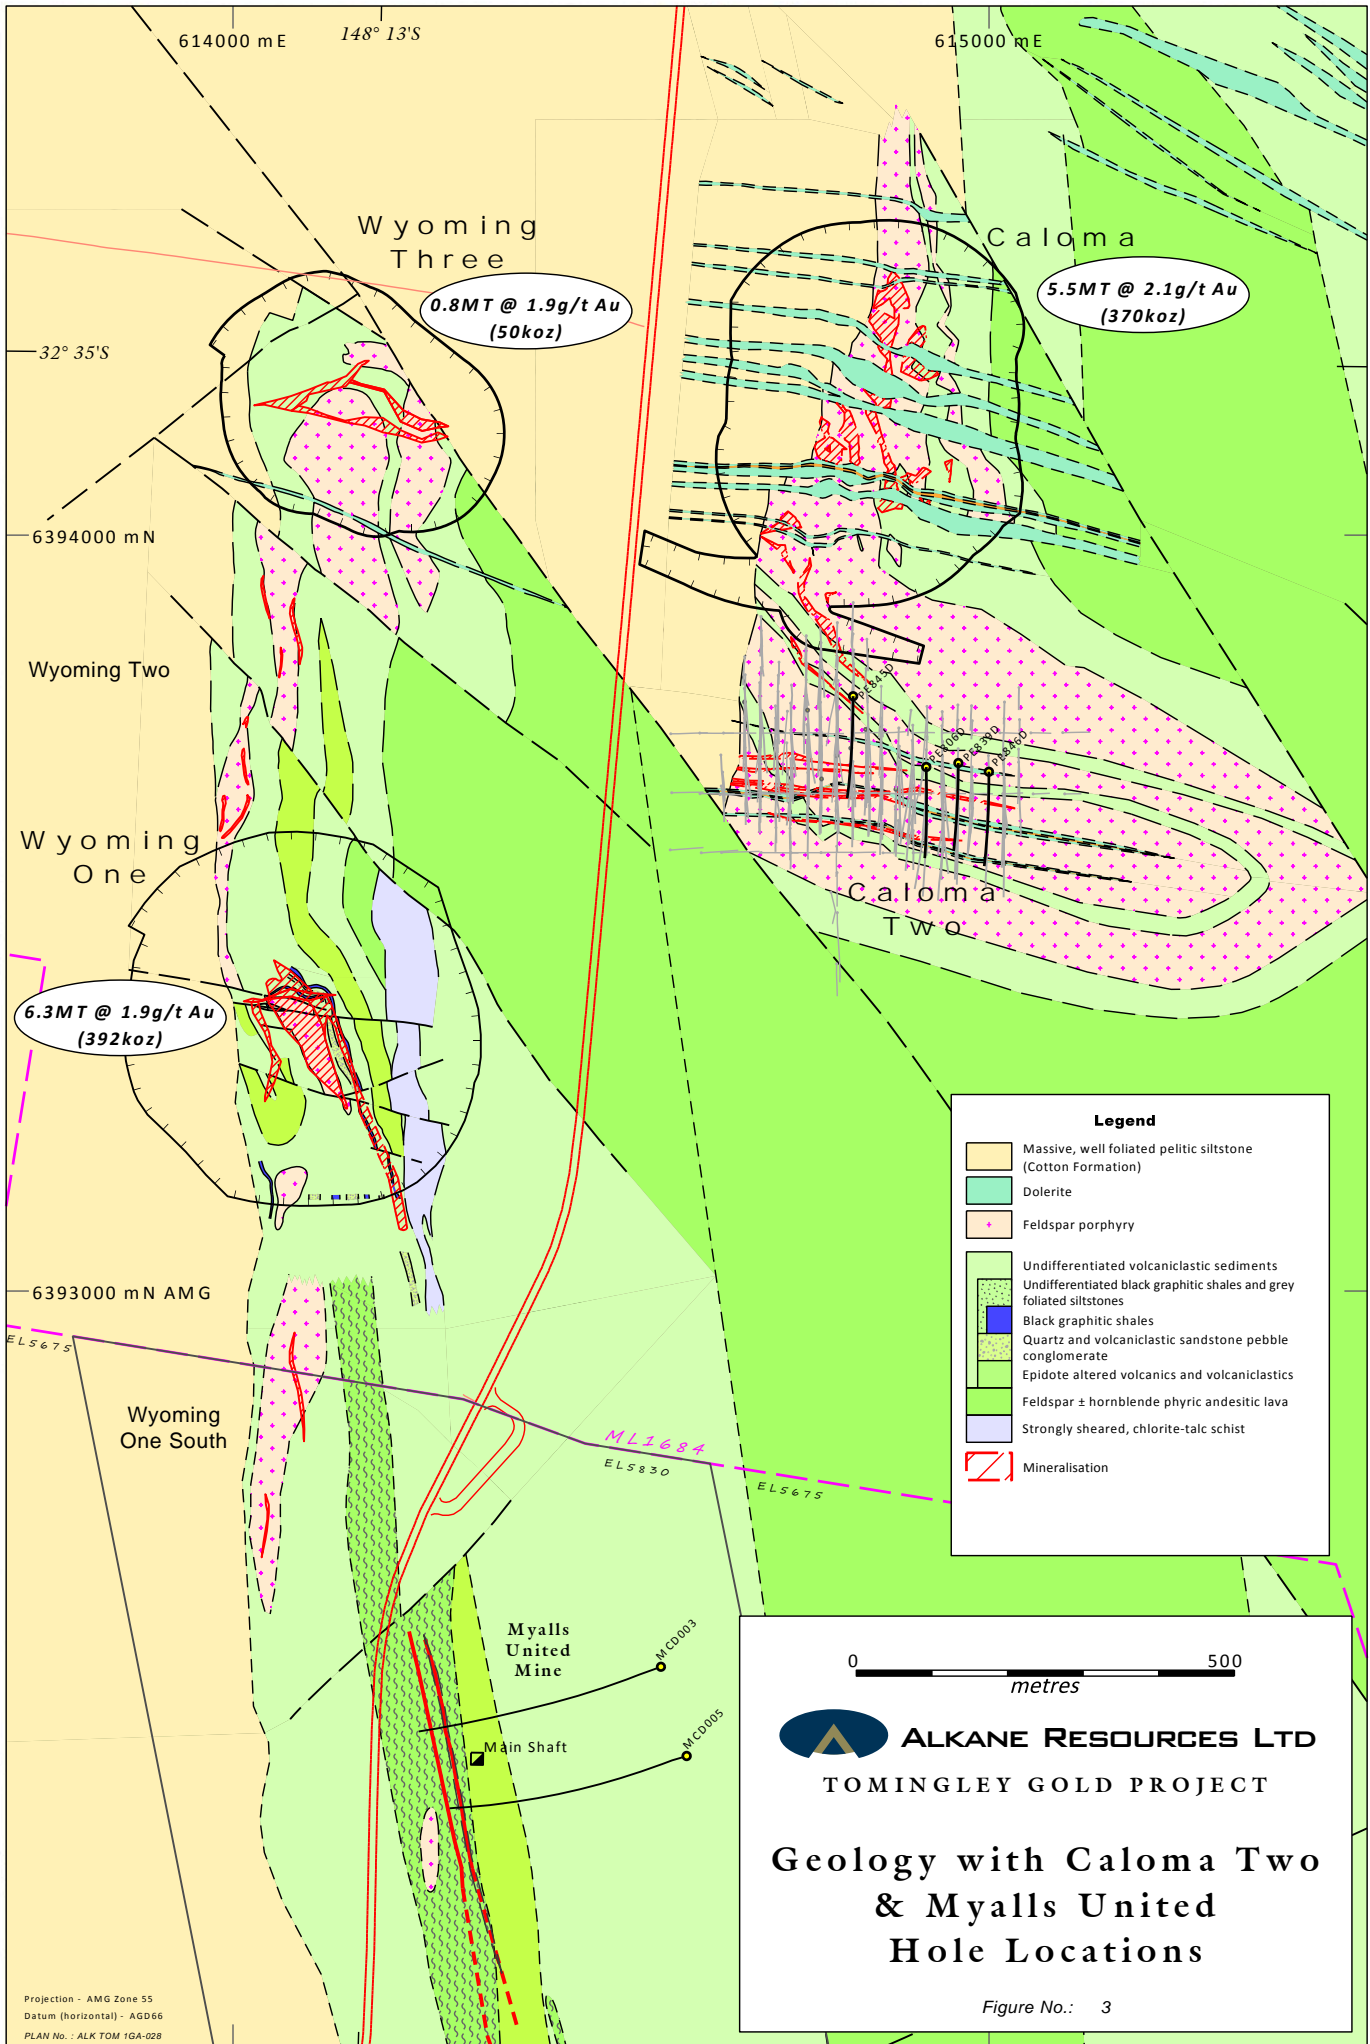 614000 mE
148° 13'S
615000 mE
Wyoming
Three
0.8MT @ 1.9g/t Au
(50koz)
Caloma
5.5MT @ 2.1g/t Au
(370koz)
32° 35'S
6394000 mN
Wyoming Two
PE845D
PE806D
PE839D
PE846D
Wyoming
One
Caloma
Two
6.3MT @ 1.9g/t Au
(392koz)
Legend
Massive, well foliated pelitic siltstone
(Cotton Formation)
Dolerite
Feldspar porphyry
Undifferentiated volcaniclastic sediments
Undifferentiated black graphitic shales and grey
foliated siltstones
Black graphitic shales
Quartz and volcaniclastic sandstone pebble
conglomerate
Epidote altered volcanics and volcaniclastics
Feldspar ± hornblende phyric andesitic lava
Strongly sheared, chlorite-talc schist
Mineralisation
6393000 mN AMG
EL5675
Wyoming
One South
ML1684
EL5830
EL5675
Myalls
United
Mine
MCD003
MCD005
Main Shaft
0 500
metres
ALKANE RESOURCES LTD
TOMINGLEY GOLD PROJECT
Geology with Caloma Two
& Myalls United
Hole Locations
Figure No.: 3
Projection - AMG Zone 55
Datum (horizontal) - AGD66
PLAN No. : ALK TOM 1GA-028